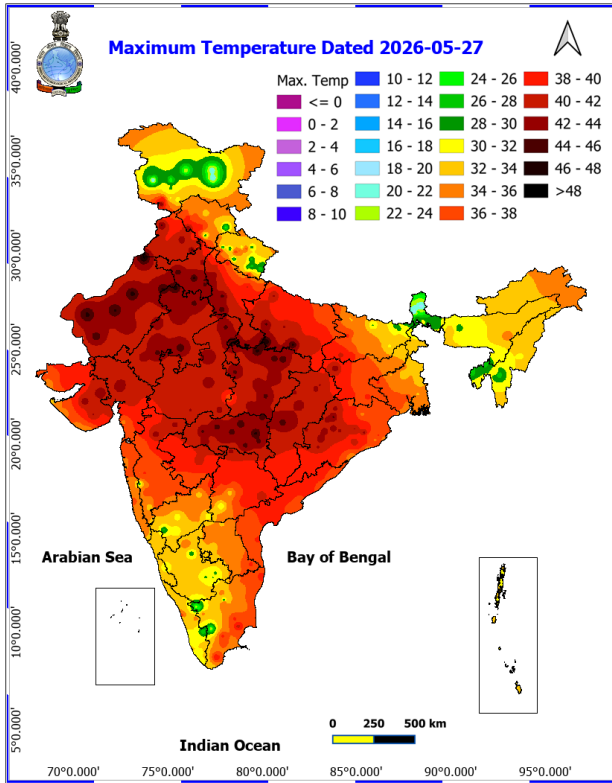 Maximum Temperature Dated 2026-05-27
Max. Temp
<= 0
0 - 2
2 - 4
4 - 6
6 - 8
8 - 10
10 - 12
12 - 14
14 - 16
16 - 18
18 - 20
20 - 22
22 - 24
24 - 26
26 - 28
28 - 30
30 - 32
32 - 34
34 - 36
36 - 38
38 - 40
40 - 42
42 - 44
44 - 46
46 - 48
>48
40°0.000'
35°0.000'
30°0.000'
25°0.000'
20°0.000'
15°0.000'
10°0.000'
5°0.000'
Arabian Sea
Bay of Bengal
Indian Ocean
0 250 500 km
70°0.000' 75°0.000' 80°0.000' 85°0.000' 90°0.000' 95°0.000'